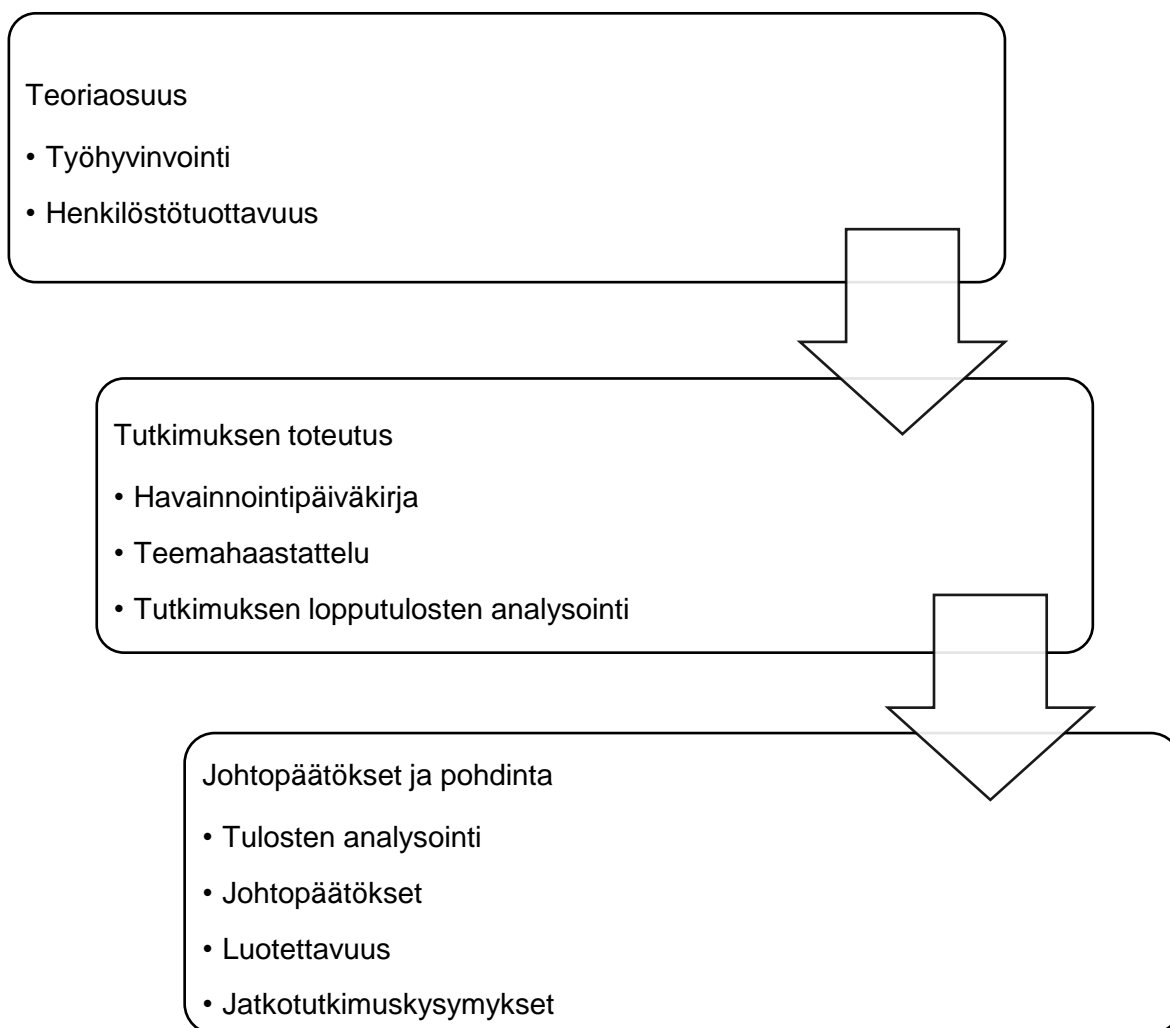 Teoriaosuus
• Työhyvinvointi
• Henkilöstötuottavuus
Tutkimuksen toteutus
• Havainnointipäiväkirja
• Teemahaastattelu
• Tutkimuksen lopputulosten analysointi
Johtopäätökset ja pohdinta
• Tulosten analysointi
• Johtopäätökset
• Luotettavuus
• Jatkotutkimuskysymykset